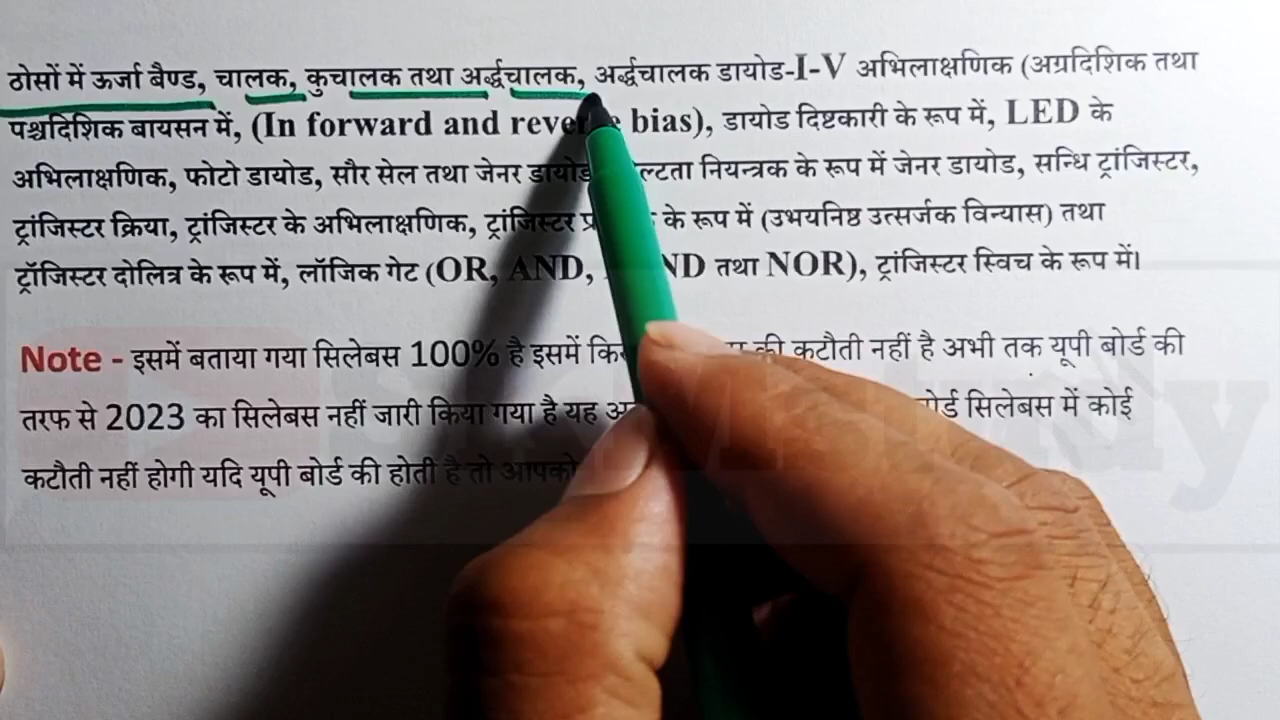 ठोसों में ऊर्जा बैण्ड, चालक, कुचालक तथा अर्द्धचालक, अर्द्धचालक डायोड-I-V अभिलाक्षणिक (अग्रदिशिक तथा
पश्चदिशिक बायसन में, (In forward and bias), डायोड दिष्टकारी के रूप में, LED के
अभिलाक्षणिक, फोटो डायोड, सौर सेल तथा जेनर डायोड नियन्त्रक के रूप में जेनर डायोड, सन्धि ट्रांजिस्टर,
ट्रांजिस्टर क्रिया, ट्रांजिस्टर के अभिलाक्षणिक, ट्रांजिस्टर के रूप में (उभयनिष्ठ उत्सर्जक विन्यास) तथा
ट्रॉजिस्टर दोलित्र के रूप में, लॉजिक गेट (OR, AND, तथा NOR), ट्रांजिस्टर स्विच के रूप में।
Note - इसमें बताया गया सिलेबस 100% है इसमें की कटौती नहीं है अभी तक यूपी बोर्ड की
तरफ से 2023 का सिलेबस नहीं जारी किया गया है यह सिलेबस में कोई
कटौती नहीं होगी यदि यूपी बोर्ड की होती है तो आपको